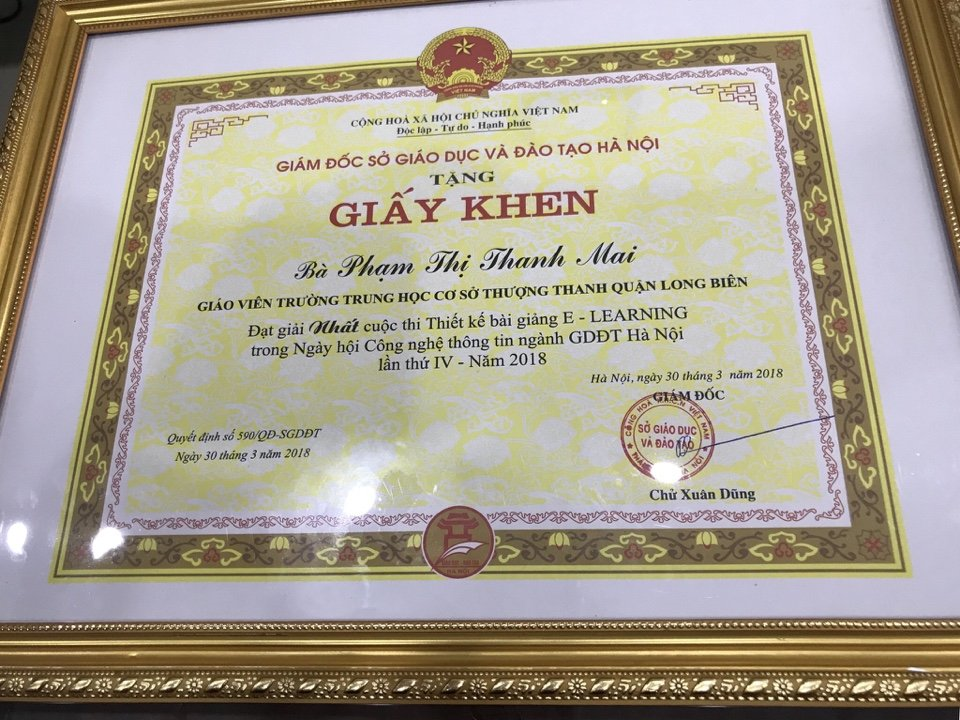 VIỆT NAM
CỘNG HOÀ XÃ HỘI CHỦ NGHĨA VIỆT NAM
Độc lập - Tự do - Hạnh phúc
GIÁM ĐỐC SỞ GIÁO DỤC VÀ ĐÀO TẠO HÀ NỘI
TẶNG
GIẤY KHEN
Bà Phạm Thị Thanh Mai
GIÁO VIÊN TRƯỜNG TRUNG HỌC CƠ SỞ THƯỢNG THANH QUẬN LONG BIÊN
Đạt giải Nhất cuộc thi Thiết kế bài giảng E - LEARNING
trong Ngày hội Công nghệ thông tin ngành GDĐT Hà Nội
lần thứ IV - Năm 2018
Hà Nội, ngày 30 tháng 3 năm 2018
GIÁM ĐỐC
Quyết định số 590/QĐ-SGDĐT
Ngày 30 tháng 3 năm 2018
SỞ GIÁO DỤC
VÀ ĐÀO TẠO
Chử Xuân Dũng
HÀ NỘI